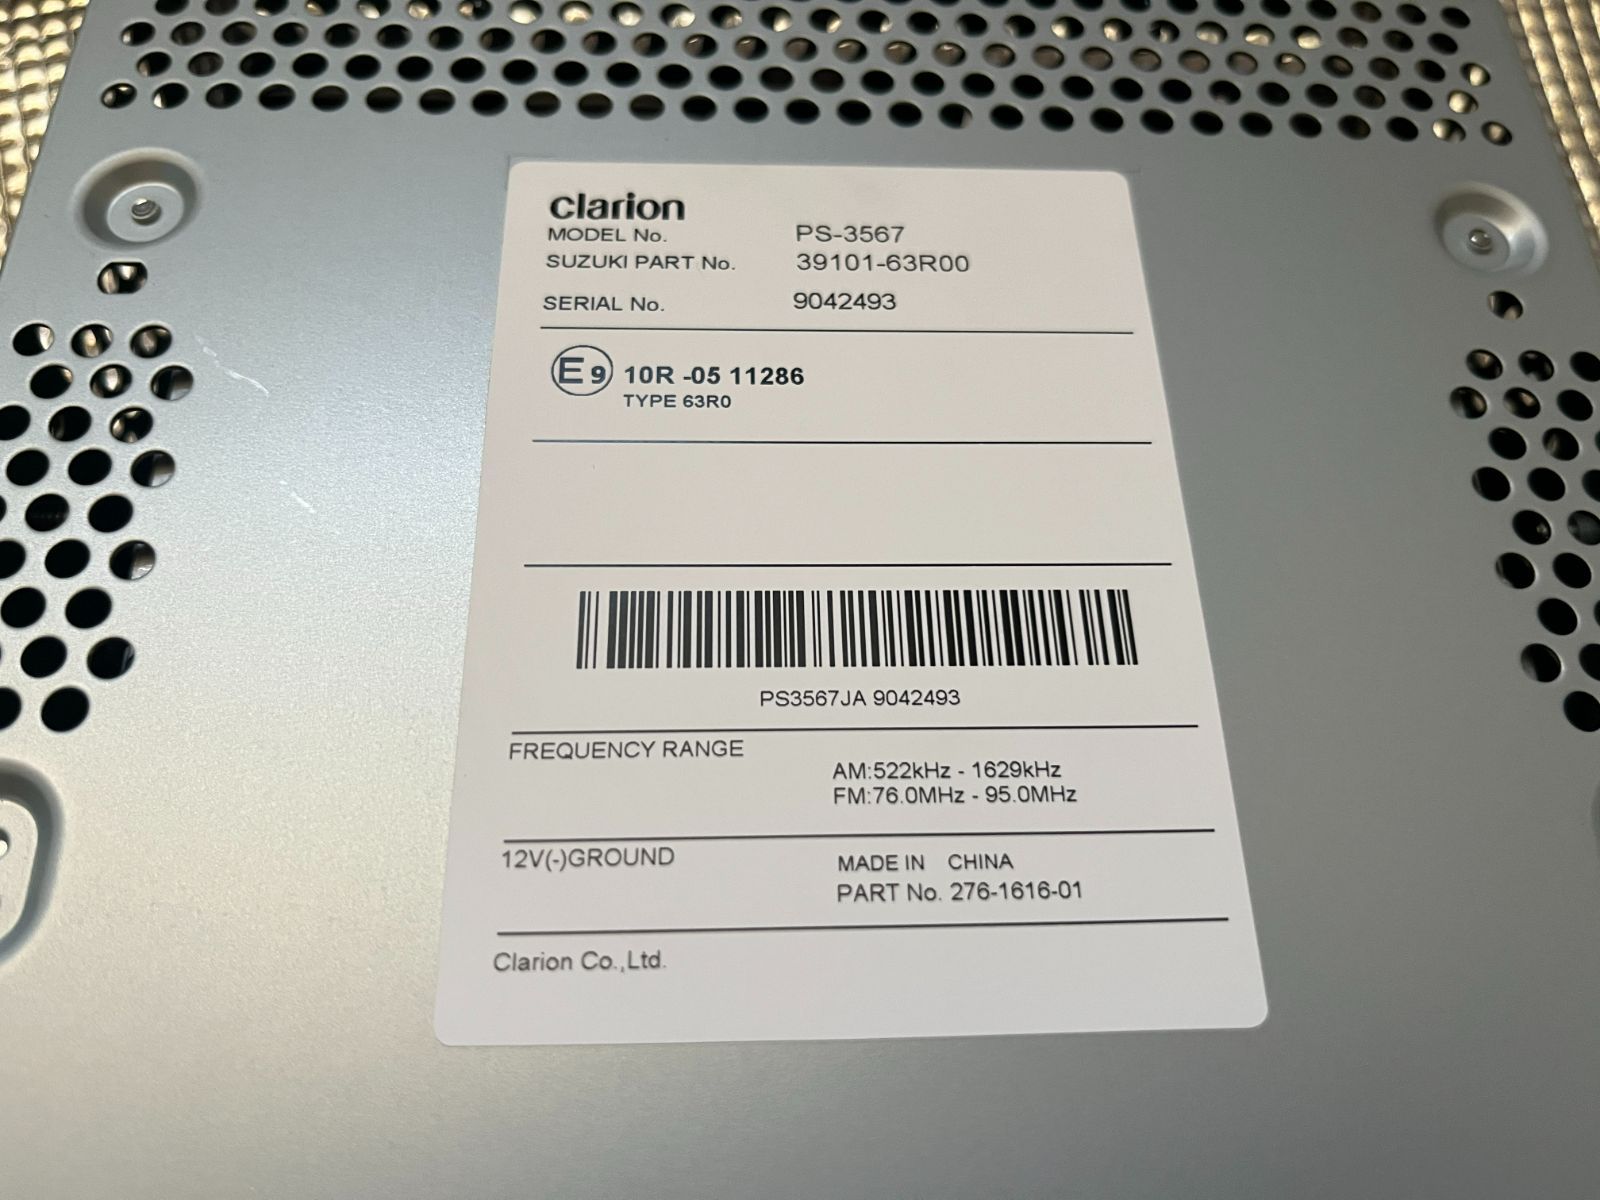 clarion
MODEL No. PS-3567
SUZUKI PART No. 39101-63R00
SERIAL No. 9042493
E9 10R -05 11286
TYPE 63R0
PS3567JA 9042493
FREQUENCY RANGE
AM:522kHz - 1629kHz
FM:76.0MHz - 95.0MHz
12V(-)GROUND MADE IN CHINA
PART No. 276-1616-01
Clarion Co.,Ltd.